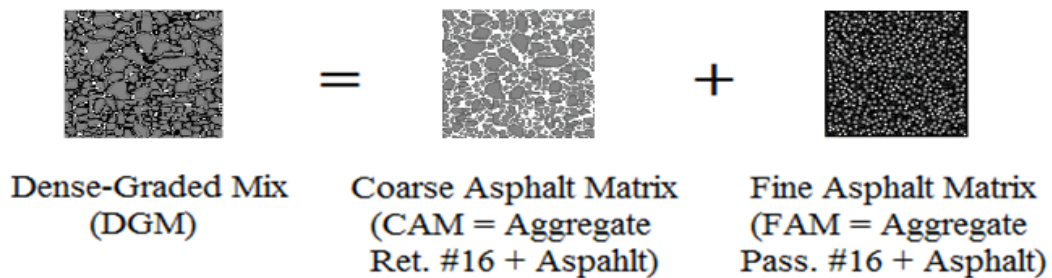 =
+
Dense-Graded Mix
(DGM)
Coarse Asphalt Matrix
(CAM = Aggregate
Ret. #16 + Aspahlt)
Fine Asphalt Matrix
(FAM = Aggregate
Pass. #16 + Asphalt)